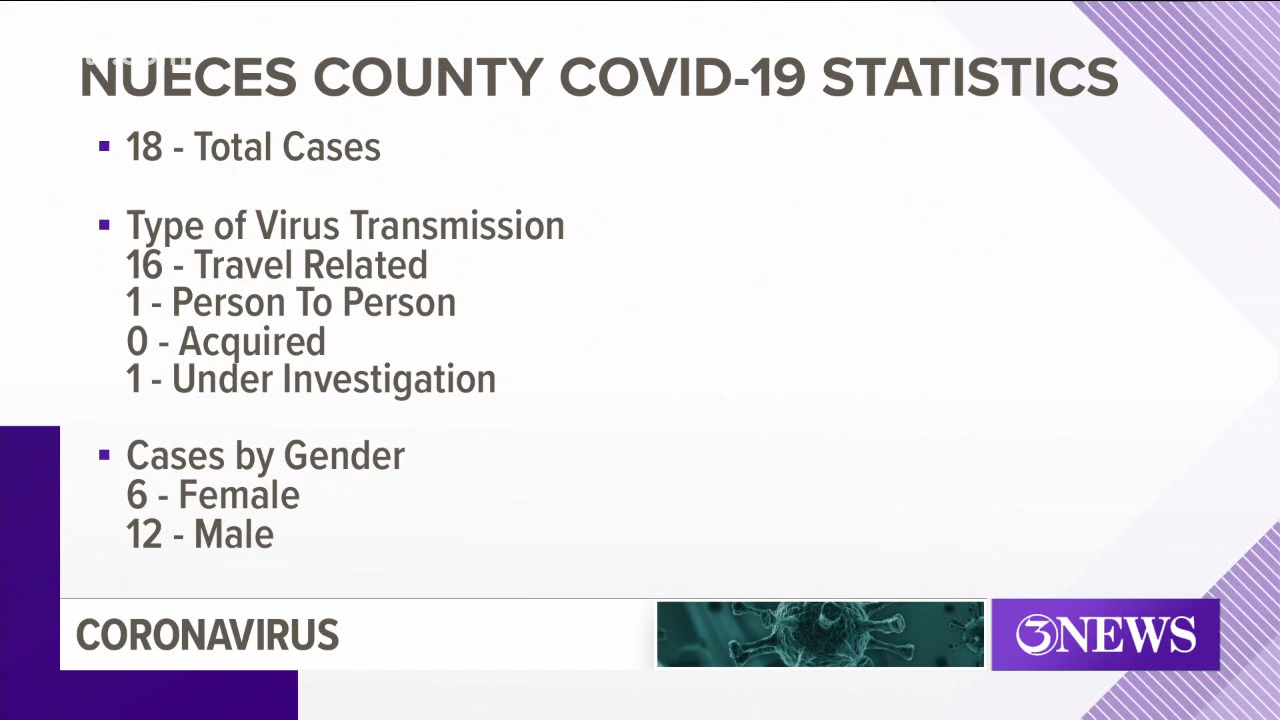 NUECES COUNTY COVID-19 STATISTICS
18 - Total Cases
Type of Virus Transmission
16 - Travel Related
1 - Person To Person
0 - Acquired
1 - Under Investigation
Cases by Gender
6 - Female
12 - Male
CORONAVIRUS
3NEWS